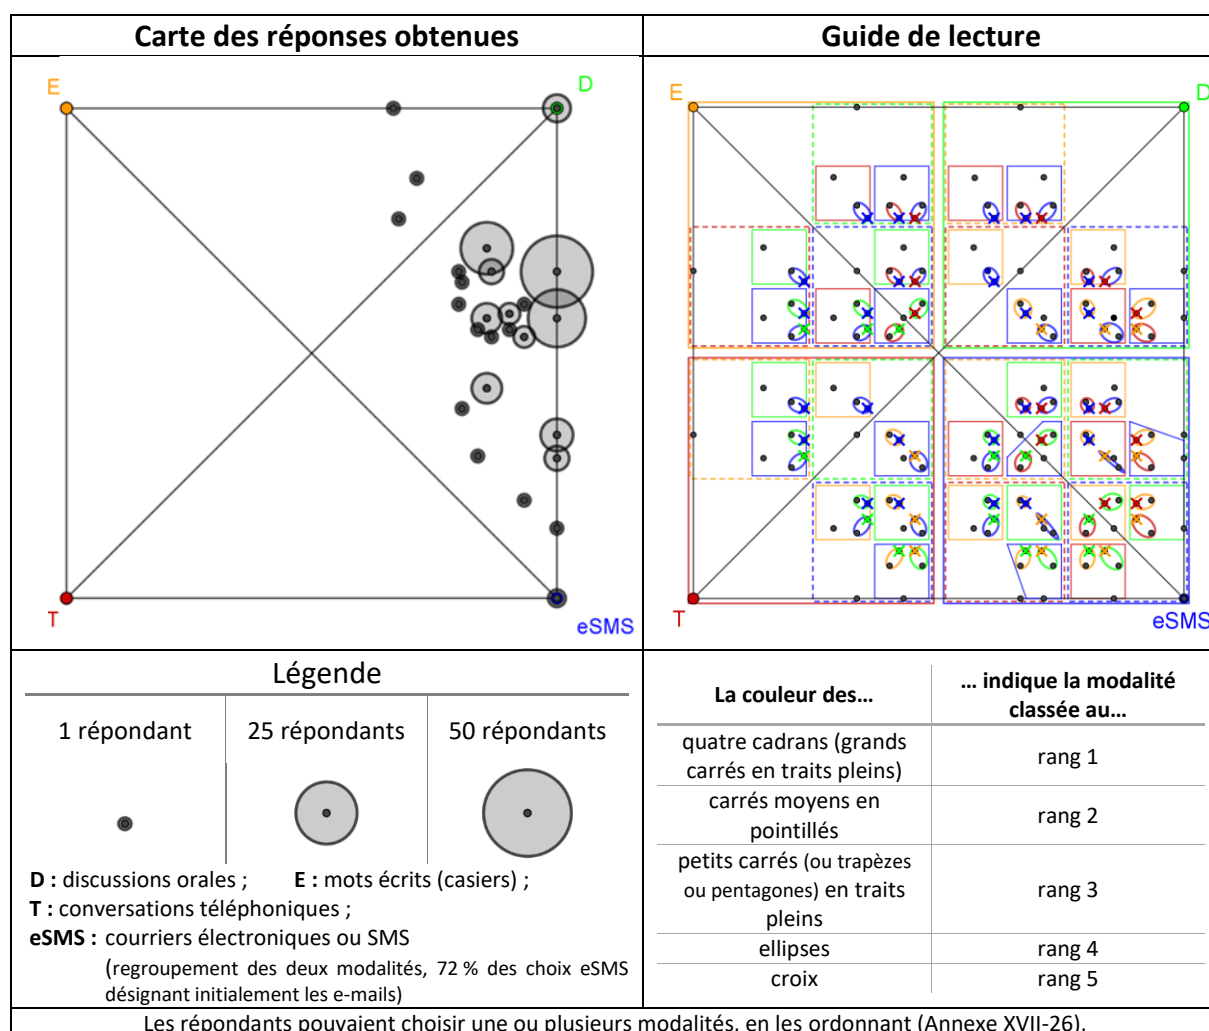 Carte des réponses obtenues
Guide de lecture
E
D
T
eSMS
E
D
T
eSMS
Légende
1 répondant
25 répondants
50 répondants
D : discussions orales ; E : mots écrits (casiers) ;
T : conversations téléphoniques ;
eSMS : courriers électroniques ou SMS
(regroupement des deux modalités, 72 % des choix eSMS
désignant initialement les e-mails)
La couleur des…
… indique la modalité
classée au…
quatre cadrans (grands
carrés en traits pleins)
rang 1
carrés moyens en
pointillés
rang 2
petits carrés (ou trapèzes
ou pentagones) en traits
pleins
rang 3
ellipses
rang 4
croix
rang 5
Les répondants pouvaient choisir une ou plusieurs modalités, en les ordonnant (Annexe XVII-26).